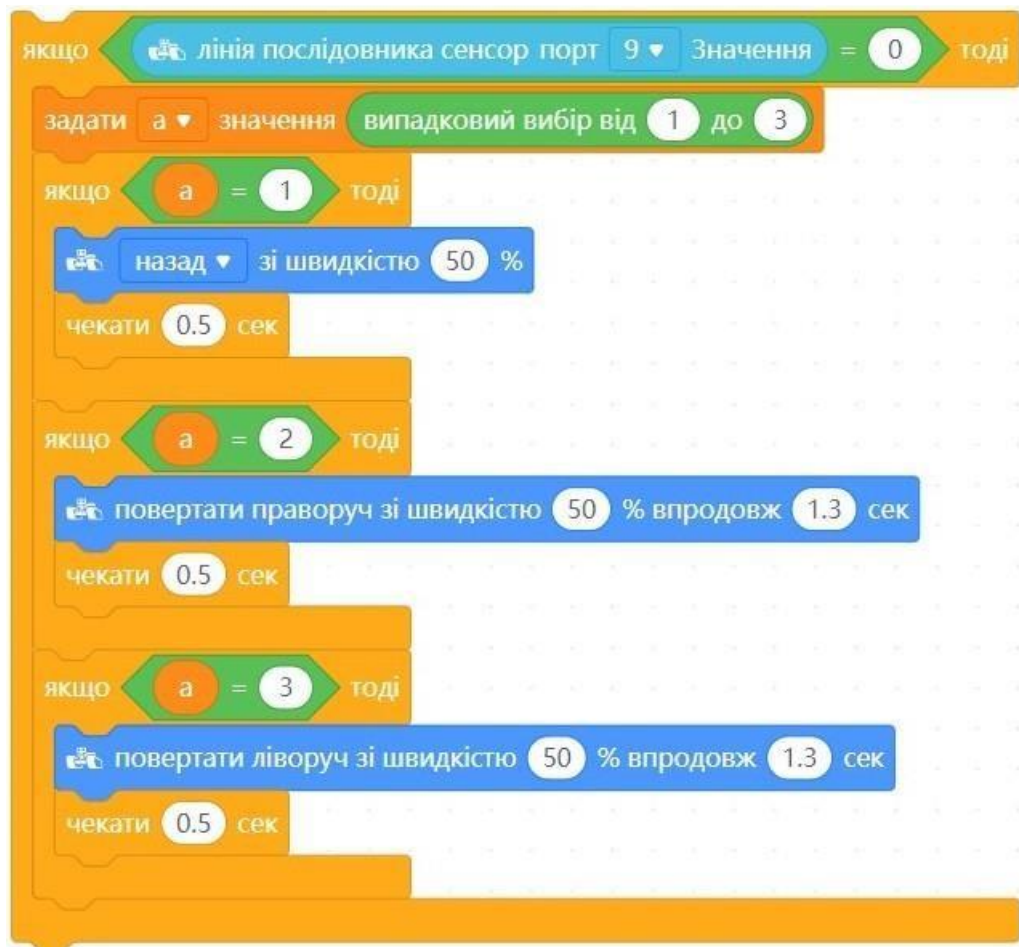 якщо лінія послідовника сенсор порт 9 Значення = 0 тоді
задати a значення випадковий вибір від 1 до 3
якщо a = 1 тоді
назад зі швидкістю 50 %
чекати 0.5 сек
якщо a = 2 тоді
повертати праворуч зі швидкістю 50 % впродовж 1.3 сек
чекати 0.5 сек
якщо a = 3 тоді
повертати ліворуч зі швидкістю 50 % впродовж 1.3 сек
чекати 0.5 сек